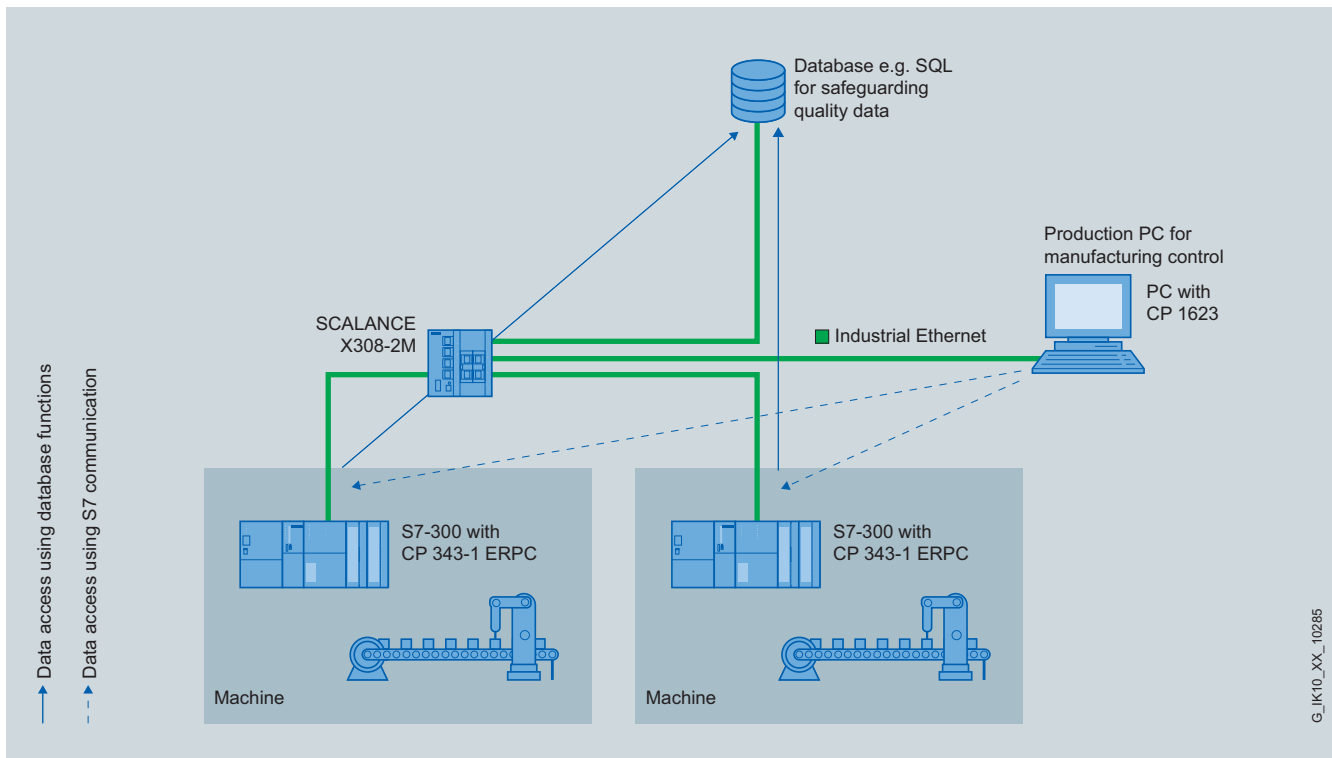 Database e.g. SQL
for safeguarding
quality data
Production PC for
manufacturing control
PC with
CP 1623
SCALANCE
X308-2M
Industrial Ethernet
S7-300 with
CP 343-1 ERPC
Machine
S7-300 with
CP 343-1 ERPC
Machine
Data access using database functions
Data access using S7 communication
G_IK10_XX_10285